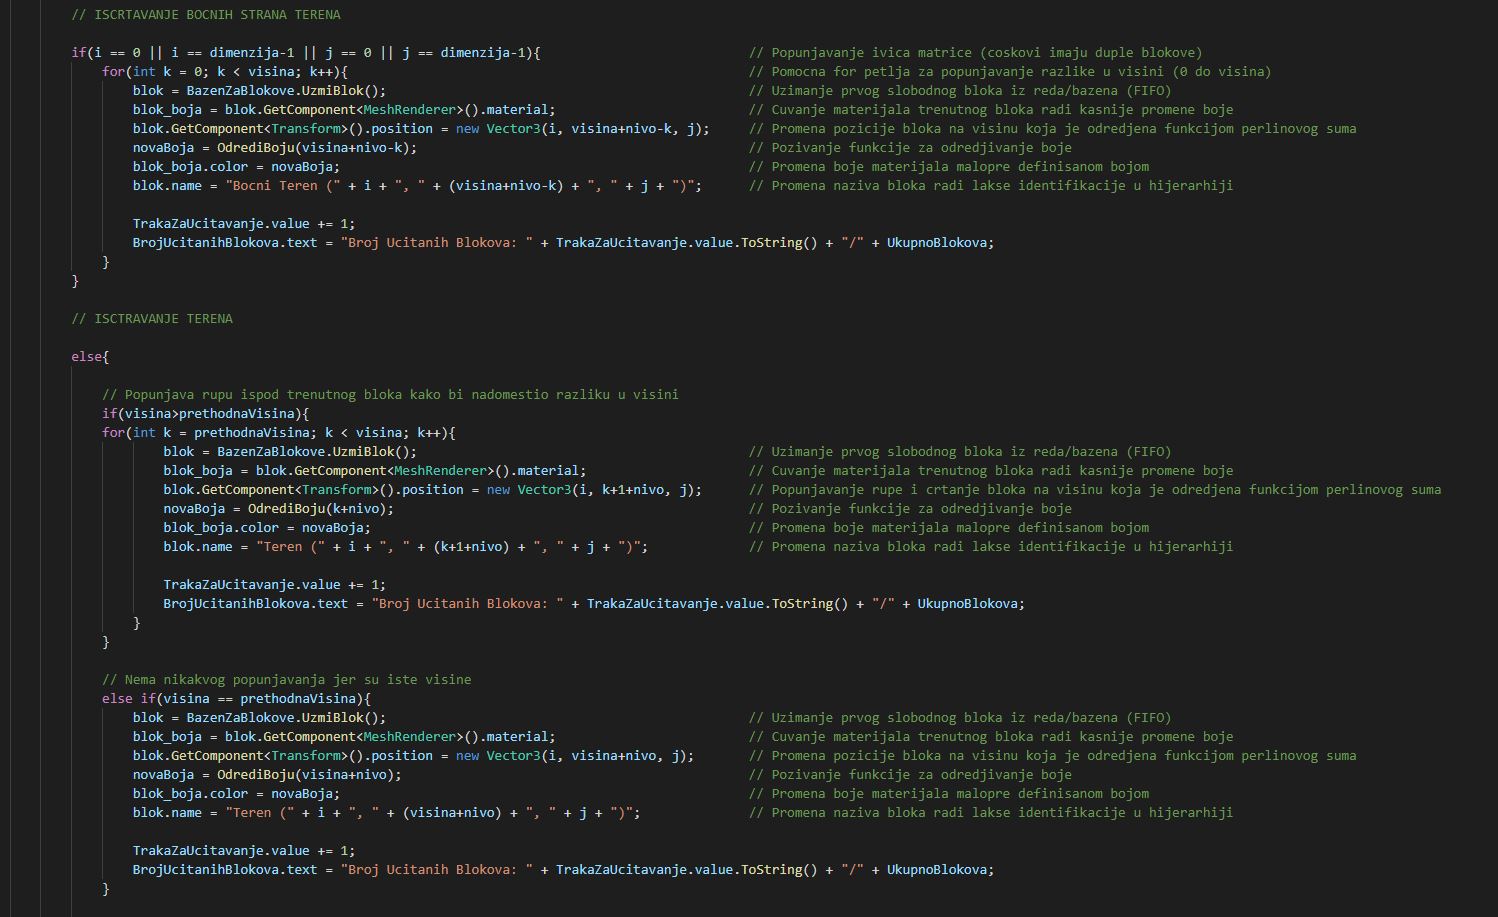 // ISCRTAVANJE BOCNIH STRANA TERENA
if(i == 0 || i == dimenzija-1 || j == 0 || j == dimenzija-1){ // Popunjavanje ivica matrice (coskovi imaju duple blokove)
for(int k = 0; k < visina; k++){ // Pomocna for petlja za popunjavanje razlike u visini (0 do visina)
blok = BazenZaBlokove.UzmiBlok(); // Uzimanje prvog slobodnog bloka iz reda/bazena (FIFO)
blok_boja = blok.GetComponent<MeshRenderer>().material; // Cuvanje materijala trenutnog bloka radi kasnije promene boje
blok.GetComponent<Transform>().position = new Vector3(i, visina+nivo-k, j); // Promena pozicije bloka na visinu koja je odredjena funkcijom perlinovog suma
novaBoja = OdrediBoju(visina+nivo-k); // Pozivanje funkcije za odredjivanje boje
blok_boja.color = novaBoja; // Promena boje materijala malopre definisanom bojom
blok.name = "Bocni Teren (" + i + ", " + (visina+nivo-k) + ", " + j + ")"; // Promena naziva bloka radi lakse identifikacije u hijerarhiji
TrakaZaUcitavanje.value += 1;
BrojUcitanihBlokova.text = "Broj Ucitanih Blokova: " + TrakaZaUcitavanje.value.ToString() + "/" + UkupnoBlokova;
}
}
// ISCTRAVANJE TERENA
else{
// Popunjava rupu ispod trenutnog bloka kako bi nadomestio razliku u visini
if(visina>prethodnaVisina){
for(int k = prethodnaVisina; k < visina; k++){
blok = BazenZaBlokove.UzmiBlok(); // Uzimanje prvog slobodnog bloka iz reda/bazena (FIFO)
blok_boja = blok.GetComponent<MeshRenderer>().material; // Cuvanje materijala trenutnog bloka radi kasnije promene boje
blok.GetComponent<Transform>().position = new Vector3(i, k+1+nivo, j); // Popunjavanje rupe i crtanje bloka na visinu koja je odredjena funkcijom perlinovog suma
novaBoja = OdrediBoju(k+nivo); // Pozivanje funkcije za odredjivanje boje
blok_boja.color = novaBoja; // Promena boje materijala malopre definisanom bojom
blok.name = "Teren (" + i + ", " + (k+1+nivo) + ", " + j + ")"; // Promena naziva bloka radi lakse identifikacije u hijerarhiji
TrakaZaUcitavanje.value += 1;
BrojUcitanihBlokova.text = "Broj Ucitanih Blokova: " + TrakaZaUcitavanje.value.ToString() + "/" + UkupnoBlokova;
}
}
// Nema nikakvog popunjavanja jer su iste visine
else if(visina == prethodnaVisina){
blok = BazenZaBlokove.UzmiBlok(); // Uzimanje prvog slobodnog bloka iz reda/bazena (FIFO)
blok_boja = blok.GetComponent<MeshRenderer>().material; // Cuvanje materijala trenutnog bloka radi kasnije promene boje
blok.GetComponent<Transform>().position = new Vector3(i, visina+nivo, j); // Promena pozicije bloka na visinu koja je odredjena funkcijom perlinovog suma
novaBoja = OdrediBoju(visina+nivo); // Pozivanje funkcije za odredjivanje boje
blok_boja.color = novaBoja; // Promena boje materijala malopre definisanom bojom
blok.name = "Teren (" + i + ", " + (visina+nivo) + ", " + j + ")"; // Promena naziva bloka radi lakse identifikacije u hijerarhiji
TrakaZaUcitavanje.value += 1;
BrojUcitanihBlokova.text = "Broj Ucitanih Blokova: " + TrakaZaUcitavanje.value.ToString() + "/" + UkupnoBlokova;
}